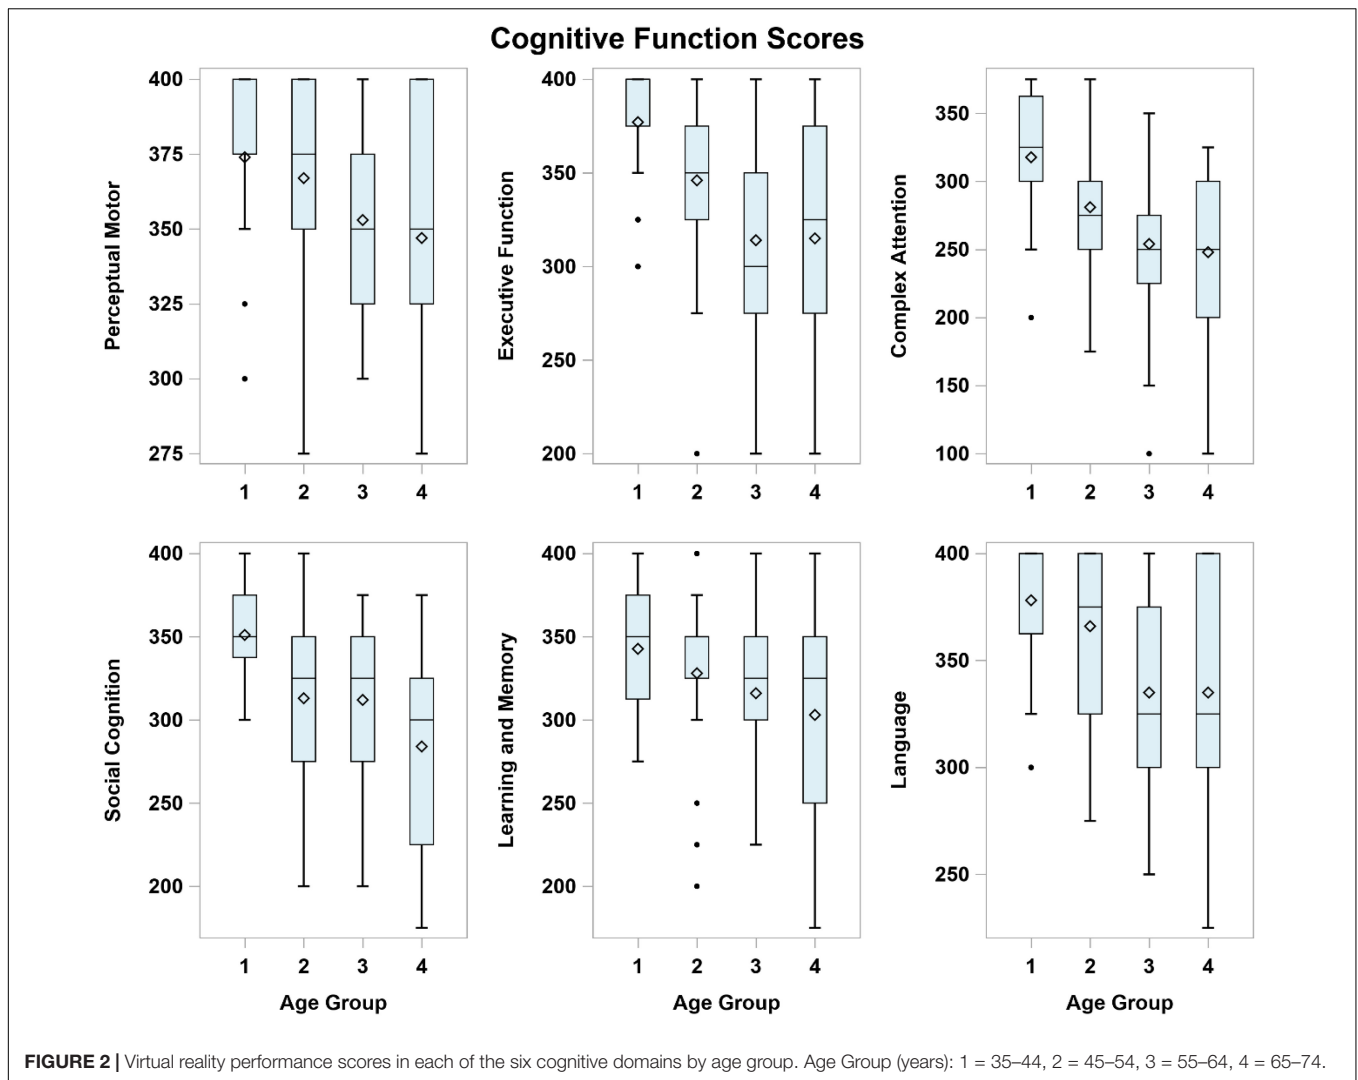 Cognitive Function Scores
Perceptual Motor
400
375
350
325
300
275
1 2 3 4
Executive Function
400
350
300
250
200
1 2 3 4
Complex Attention
350
300
250
200
150
100
1 2 3 4
Social Cognition
400
350
300
250
200
1 2 3 4
Age Group
Learning and Memory
400
350
300
250
200
1 2 3 4
Age Group
Language
400
350
300
250
1 2 3 4
Age Group
FIGURE 2 | Virtual reality performance scores in each of the six cognitive domains by age group. Age Group (years): 1 = 35–44, 2 = 45–54, 3 = 55–64, 4 = 65–74.